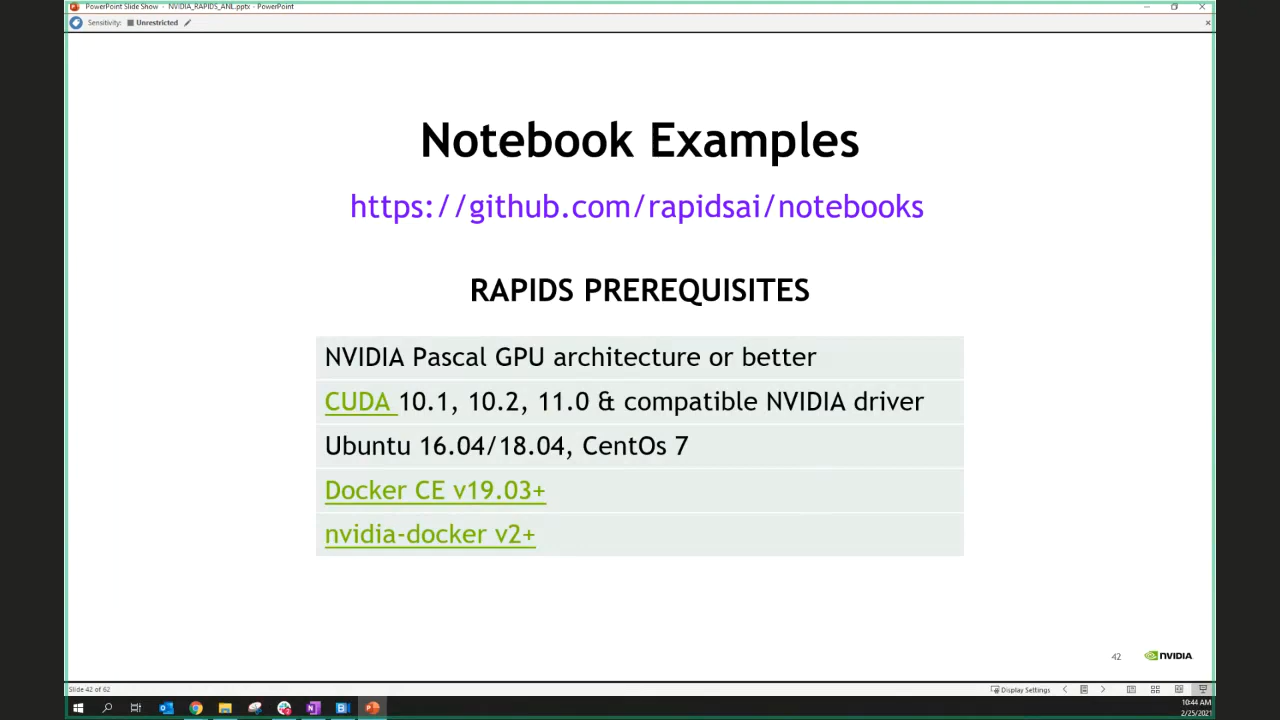 PowerPoint Slide Show - NVIDIA_RAPIDS_ANL.pptx - PowerPoint
Sensitivity: Unrestricted
Notebook Examples
https://github.com/rapidsai/notebooks
RAPIDS PREREQUISITES
NVIDIA Pascal GPU architecture or better
CUDA 10.1, 10.2, 11.0 & compatible NVIDIA driver
Ubuntu 16.04/18.04, CentOs 7
Docker CE v19.03+
nvidia-docker v2+
42
NVIDIA
Slide 42 of 62
Display Settings
10:44 AM
2/25/2021